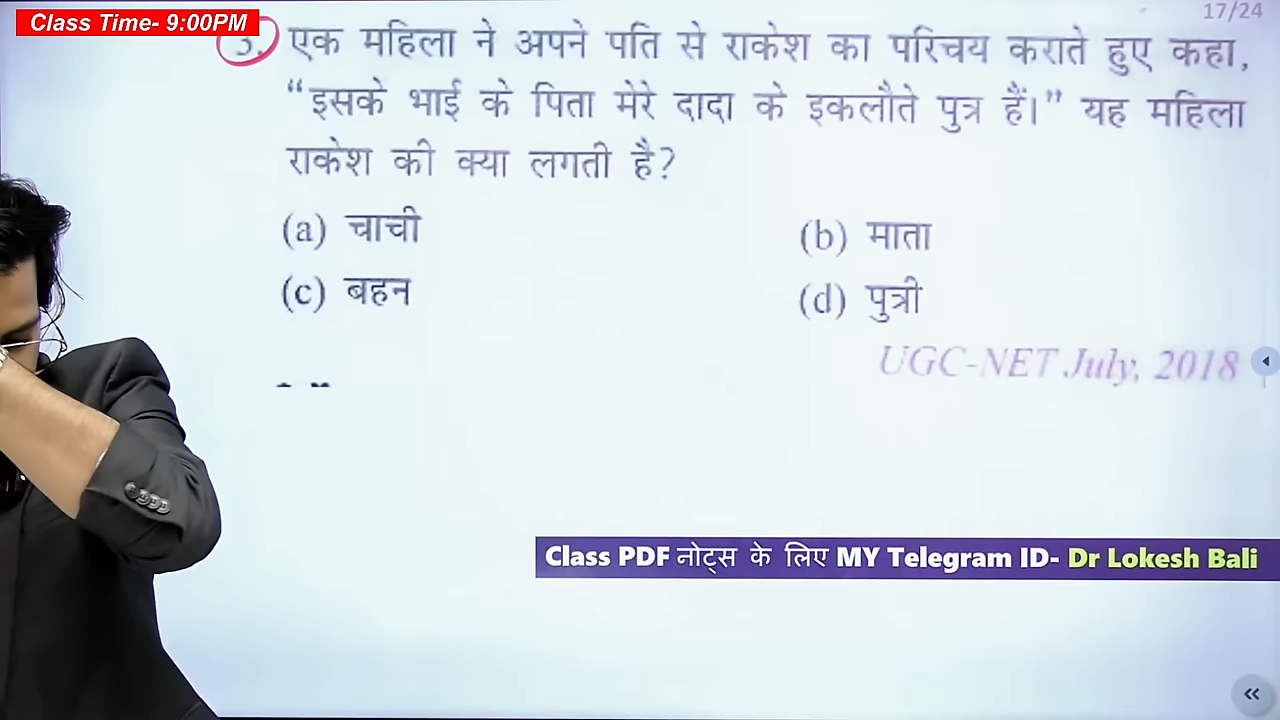 Class Time- 9:00PM
17/24
3. एक महिला ने अपने पति से राकेश का परिचय कराते हुए कहा,
“इसके भाई के पिता मेरे दादा के इकलौते पुत्र हैं।” यह महिला
राकेश की क्या लगती है?
(a) चाची (b) माता
(c) बहन (d) पुत्री
UGC-NET July, 2018
Class PDF नोट्स के लिए MY Telegram ID- Dr Lokesh Bali